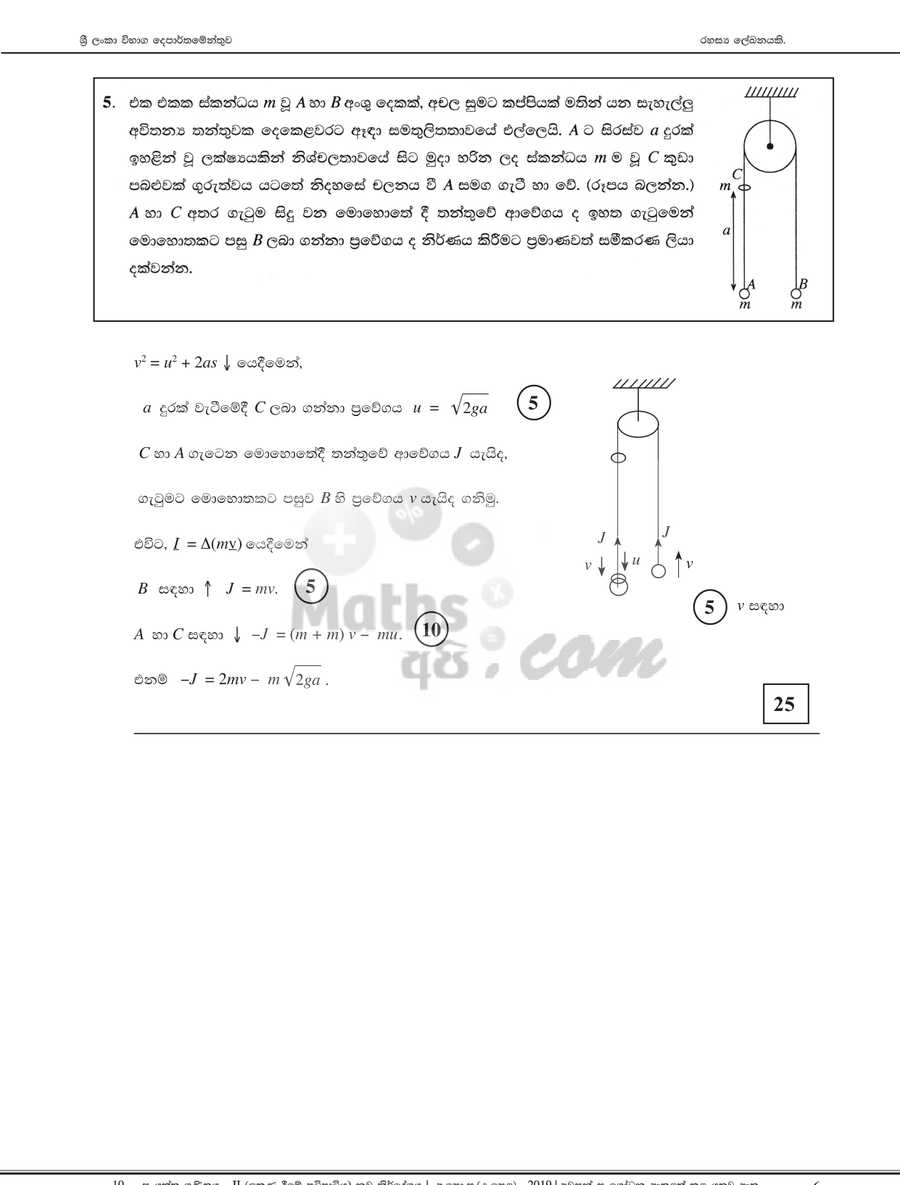 ශ්‍රී ලංකා විභාග දෙපාර්තමේන්තුව
රහස්‍ය ලේඛනයකි.
5. එක එකක ස්කන්ධය m වූ A හා B අංශු දෙකක්, අචල සුමට කප්පියක් මතින් යන සැහැල්ලු
අවිතන්‍ය තන්තුවක දෙකෙළවරට ඈඳා සමතුලිතතාවයේ එල්ලෙයි. A ට සිරස්ව a දුරක්
ඉහළින් වූ ලක්ෂ්‍යයකින් නිශ්චලතාවයේ සිට මුදා හරින ලද ස්කන්ධය m ම වූ C කුඩා
පබළුවක් ගුරුත්වය යටතේ නිදහසේ චලනය වී A සමග ගැටී හා වේ. (රූපය බලන්න.)
A හා C අතර ගැටුම සිදු වන මොහොතේ දී තන්තුවේ ආවේගය ද ඉහත ගැටුමෙන්
මොහොතකට පසු B ලබා ගන්නා ප්‍රවේගය ද නිර්ණය කිරීමට ප්‍රමාණවත් සමීකරණ ලියා
දක්වන්න.
C
m
a
A
B
m
m
v² = u² + 2as ↓ යෙදීමෙන්,
a දුරක් වැටීමේදී C ලබා ගන්නා ප්‍රවේගය u = √2ga
5
C හා A ගැටෙන මොහොතේදී තන්තුවේ ආවේගය J යැයිද,
ගැටුමට මොහොතකට පසුව B හි ප්‍රවේගය v යැයිද ගනිමු.
එවිට, I = Δ(mv) යෙදීමෙන්
B සඳහා ↑ J = mv.
5
A හා C සඳහා ↓ –J = (m + m) v – mu.
10
එනම් –J = 2mv – m √2ga .
J
J
v
u
v
5
v සඳහා
25
Maths
අපි . com